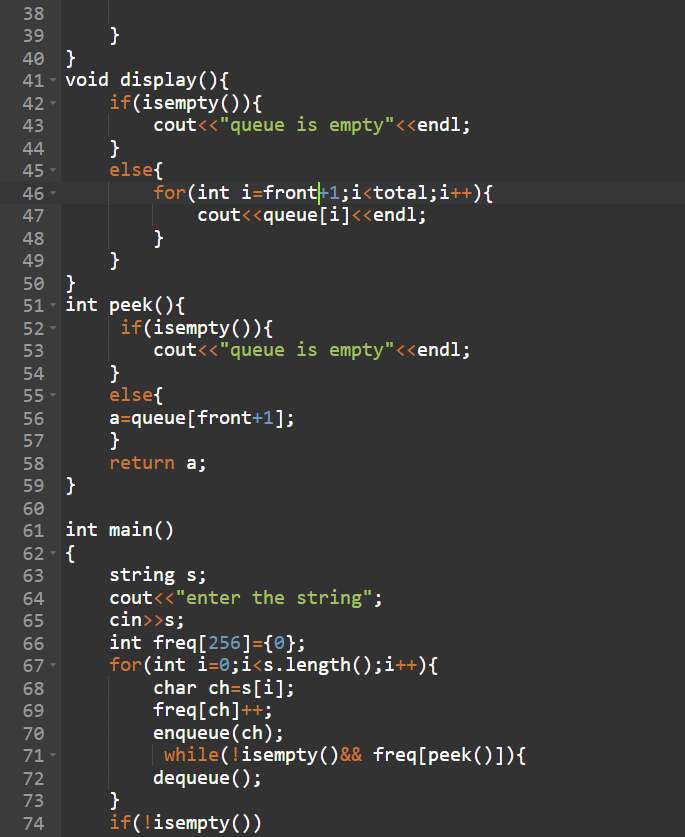 38
39 }
40 }
41 void display(){
42 if(isempty()){
43 cout<<"queue is empty"<<endl;
44 }
45 else{
46 for(int i=front+1;i<total;i++){
47 cout<<queue[i]<<endl;
48 }
49 }
50 }
51 int peek(){
52 if(isempty()){
53 cout<<"queue is empty"<<endl;
54 }
55 else{
56 a=queue[front+1];
57 }
58 return a;
59 }
60
61 int main()
62 {
63 string s;
64 cout<<"enter the string";
65 cin>>s;
66 int freq[256]={0};
67 for(int i=0;i<s.length();i++){
68 char ch=s[i];
69 freq[ch]++;
70 enqueue(ch);
71 while(!isempty()&& freq[peek()]){
72 dequeue();
73 }
74 if(!isempty())